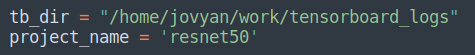 tb_dir = "/home/jovyan/work/tensorboard_logs"
project_name = 'resnet50'